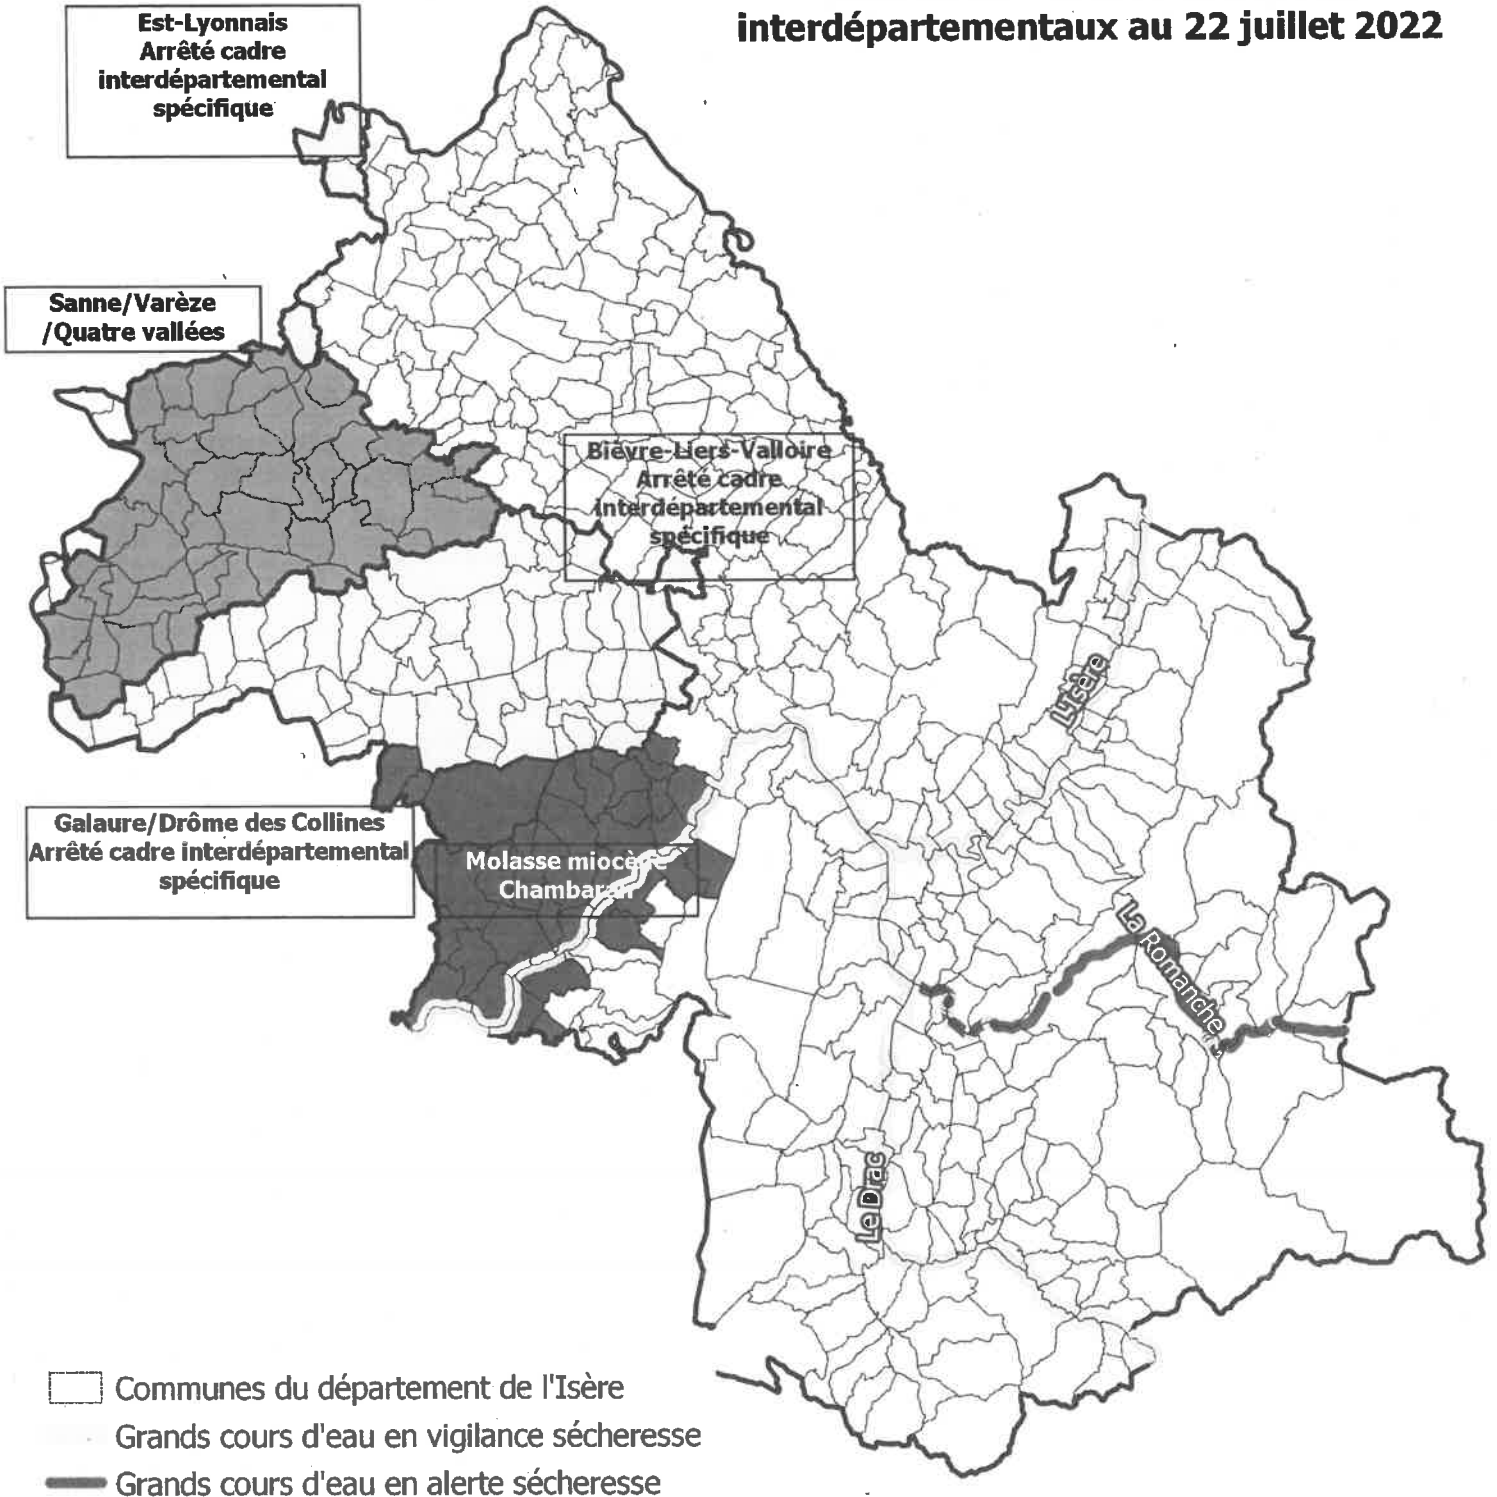 interdépartementaux au 22 juillet 2022
Est-Lyonnais
Arrêté cadre
interdépartemental
spécifique
Sanne/Varèze
/Quatre vallées
Bièvre-Liers-Valloire
Arrêté cadre
interdépartemental
spécifique
L'Isère
Galaure/Drôme des Collines
Arrêté cadre interdépartemental
spécifique
Molasse miocène
Chambaran
La Romanche
Le Drac
Communes du département de l'Isère
Grands cours d'eau en vigilance sécheresse
Grands cours d'eau en alerte sécheresse